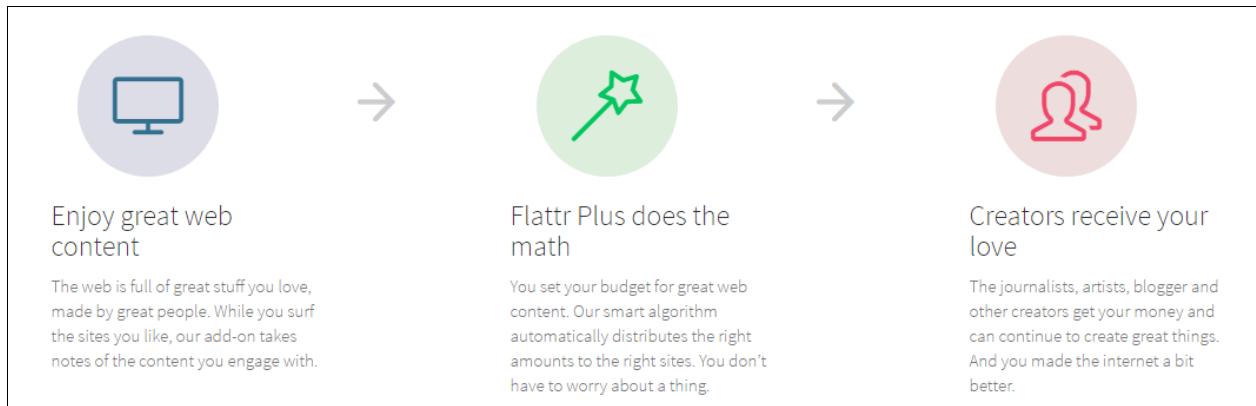 Enjoy great web
content
The web is full of great stuff you love,
made by great people. While you surf
the sites you like, our add-on takes
notes of the content you engage with.
Flattr Plus does the
math
You set your budget for great web
content. Our smart algorithm
automatically distributes the right
amounts to the right sites. You don't
have to worry about a thing.
Creators receive your
love
The journalists, artists, blogger and
other creators get your money and
can continue to create great things.
And you made the internet a bit
better.